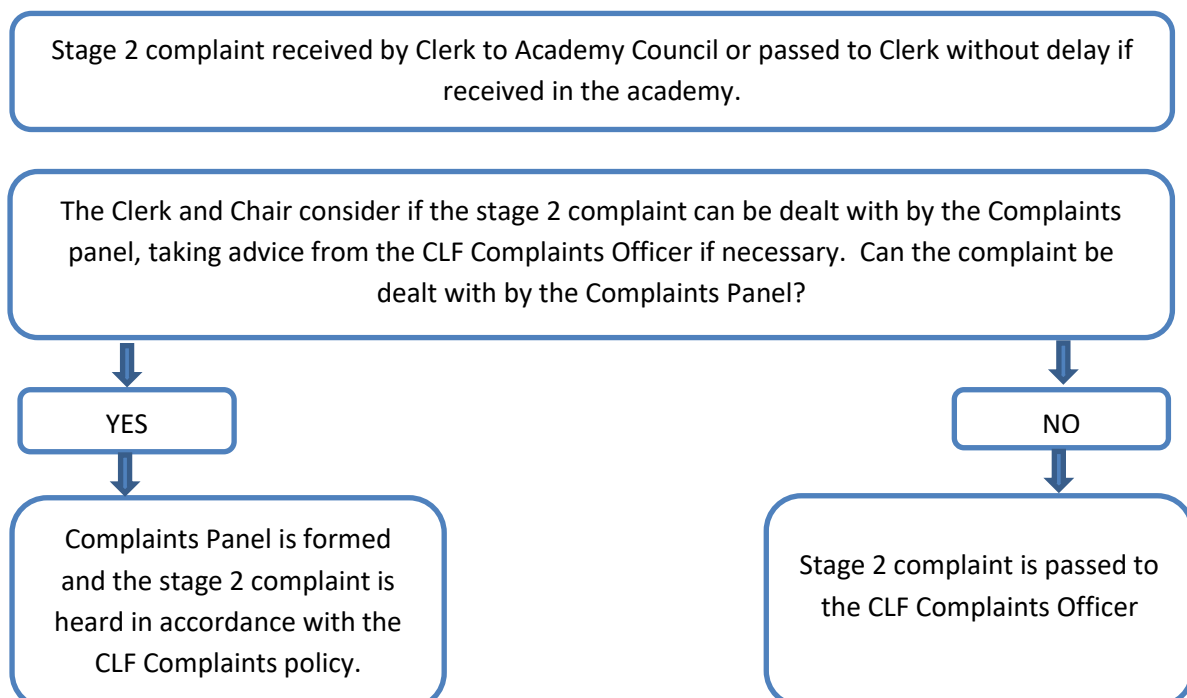 Stage 2 complaint received by Clerk to Academy Council or passed to Clerk without delay if
received in the academy.
The Clerk and Chair consider if the stage 2 complaint can be dealt with by the Complaints
panel, taking advice from the CLF Complaints Officer if necessary.  Can the complaint be
dealt with by the Complaints Panel?
YES
NO
Complaints Panel is formed
and the stage 2 complaint is
heard in accordance with the
CLF Complaints policy.
Stage 2 complaint is passed to
the CLF Complaints Officer